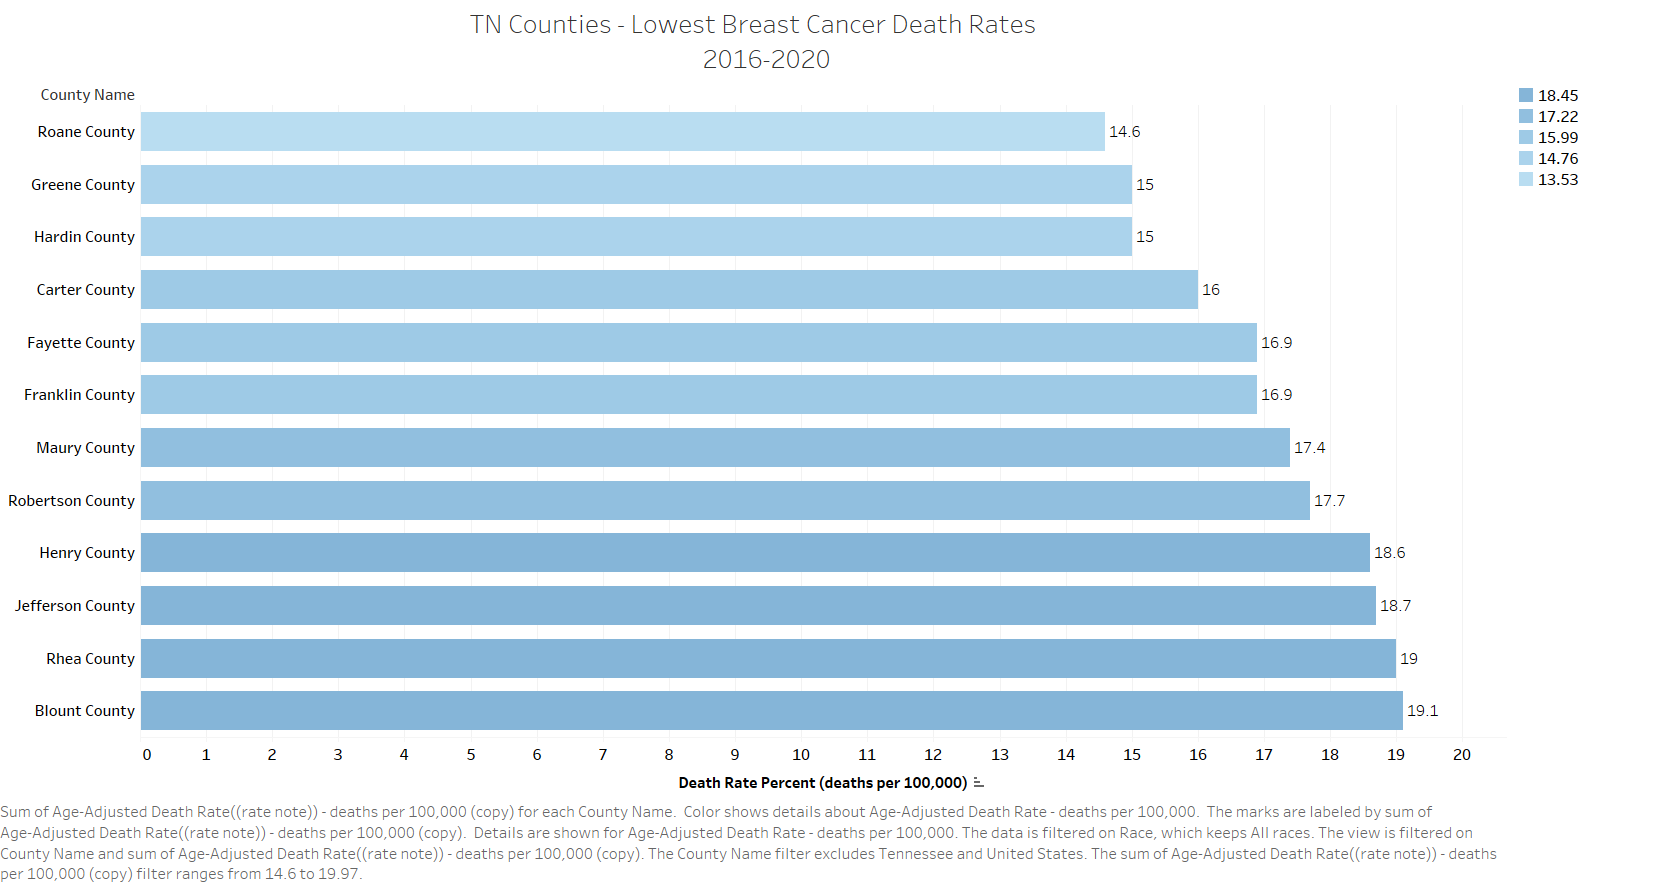 TN Counties - Lowest Breast Cancer Death Rates
2016-2020
County Name
18.45
17.22
15.99
14.76
13.53
Roane County 14.6
Greene County 15
Hardin County 15
Carter County 16
Fayette County 16.9
Franklin County 16.9
Maury County 17.4
Robertson County 17.7
Henry County 18.6
Jefferson County 18.7
Rhea County 19
Blount County 19.1
0 1 2 3 4 5 6 7 8 9 10 11 12 13 14 15 16 17 18 19 20
Death Rate Percent (deaths per 100,000)
Sum of Age-Adjusted Death Rate((rate note)) - deaths per 100,000 (copy) for each County Name.  Color shows details about Age-Adjusted Death Rate - deaths per 100,000.  The marks are labeled by sum of
Age-Adjusted Death Rate((rate note)) - deaths per 100,000 (copy).  Details are shown for Age-Adjusted Death Rate - deaths per 100,000. The data is filtered on Race, which keeps All races. The view is filtered on
County Name and sum of Age-Adjusted Death Rate((rate note)) - deaths per 100,000 (copy). The County Name filter excludes Tennessee and United States. The sum of Age-Adjusted Death Rate((rate note)) - deaths
per 100,000 (copy) filter ranges from 14.6 to 19.97.